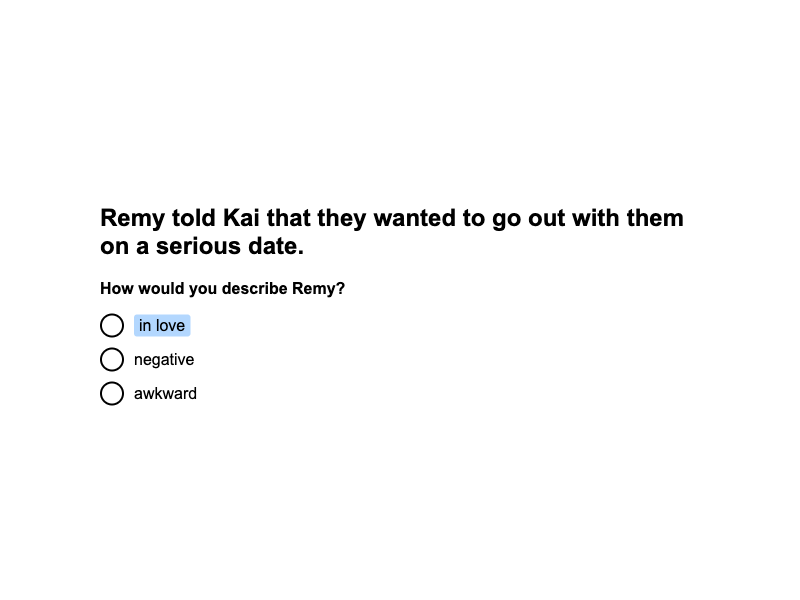 Remy told Kai that they wanted to go out with them
on a serious date.
How would you describe Remy?
in love
negative
awkward